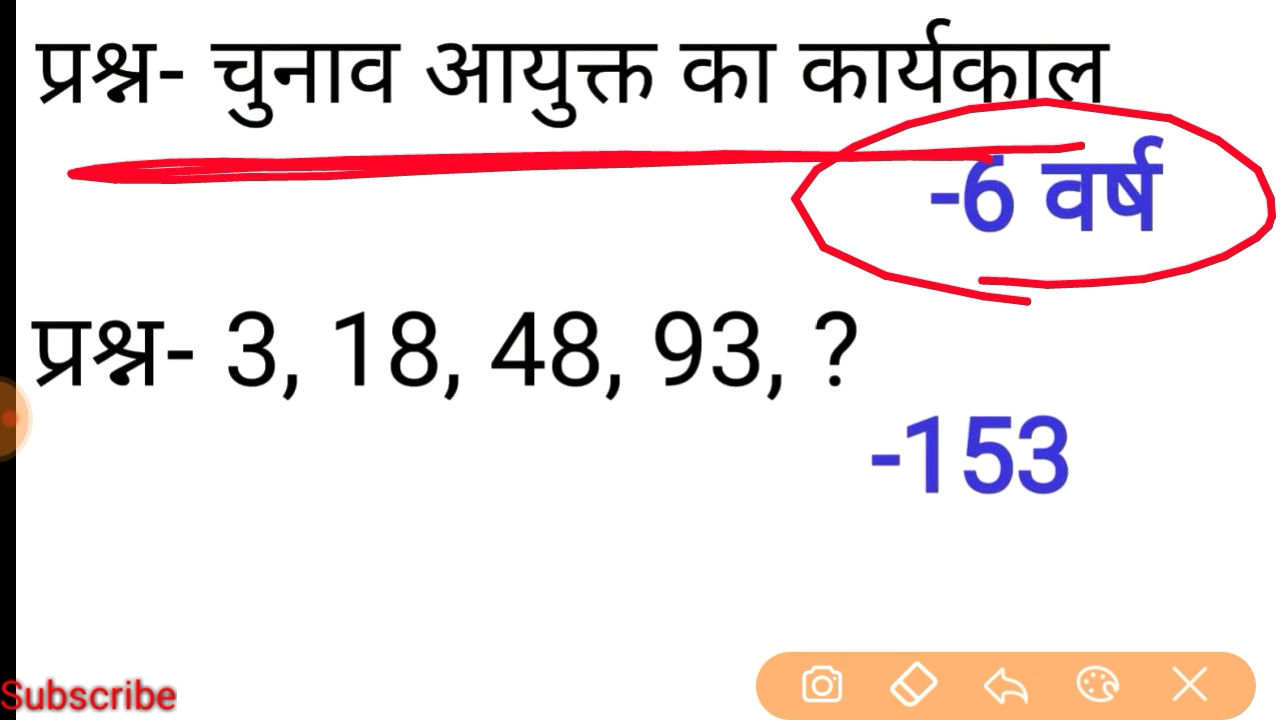 प्रश्न- चुनाव आयुक्त का कार्यकाल
-6 वर्ष
प्रश्न- 3, 18, 48, 93, ?
-153
Subscribe